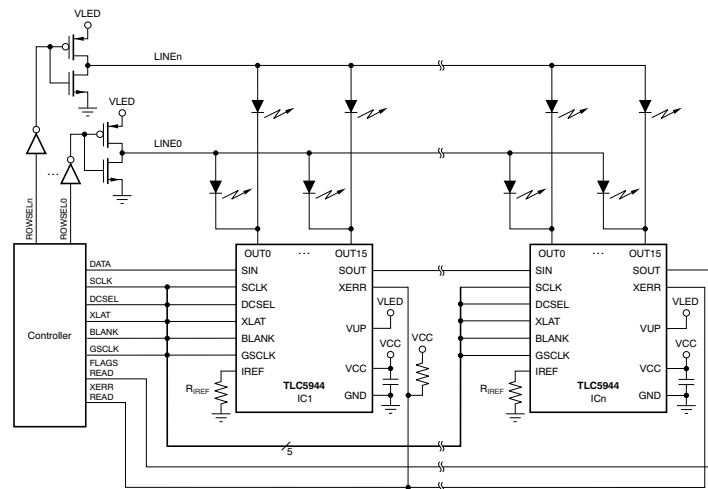 VLED
LINEn
VLED
LINE0
...
ROWSELn
ROWSEL0
Controller
DATA
SCLK
DCSEL
XLAT
BLANK
GSCLK
FLAGS
READ
XERR
READ
OUT0 ... OUT15
SIN SOUT
SCLK XERR
DCSEL
XLAT VUP
BLANK
GSCLK VCC
IREF
TLC5944
IC1 GND
VLED
VCC
VCC
RIREF
5
OUT0 ... OUT15
SIN SOUT
SCLK XERR
DCSEL
XLAT VUP
BLANK
GSCLK VCC
IREF
TLC5944
ICn GND
VLED
VCC
RIREF